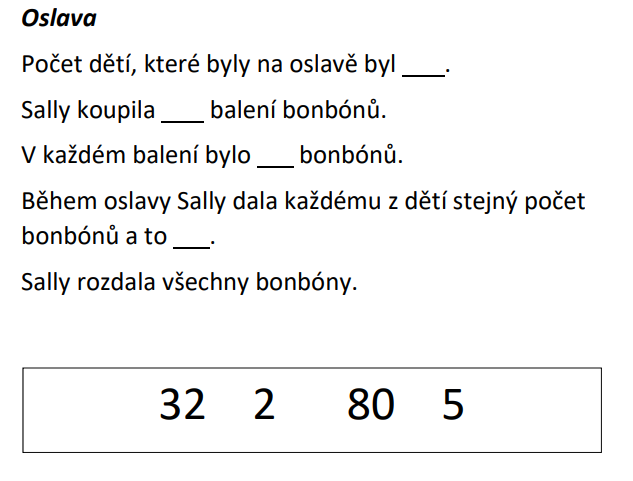 Oslava
Počet dětí, které byly na oslavě byl ____.
Sally koupila ____ balení bonbónů.
V každém balení bylo ___ bonbónů.
Během oslavy Sally dala každému z dětí stejný počet
bonbónů a to ___.
Sally rozdala všechny bonbóny.
32 2 80 5